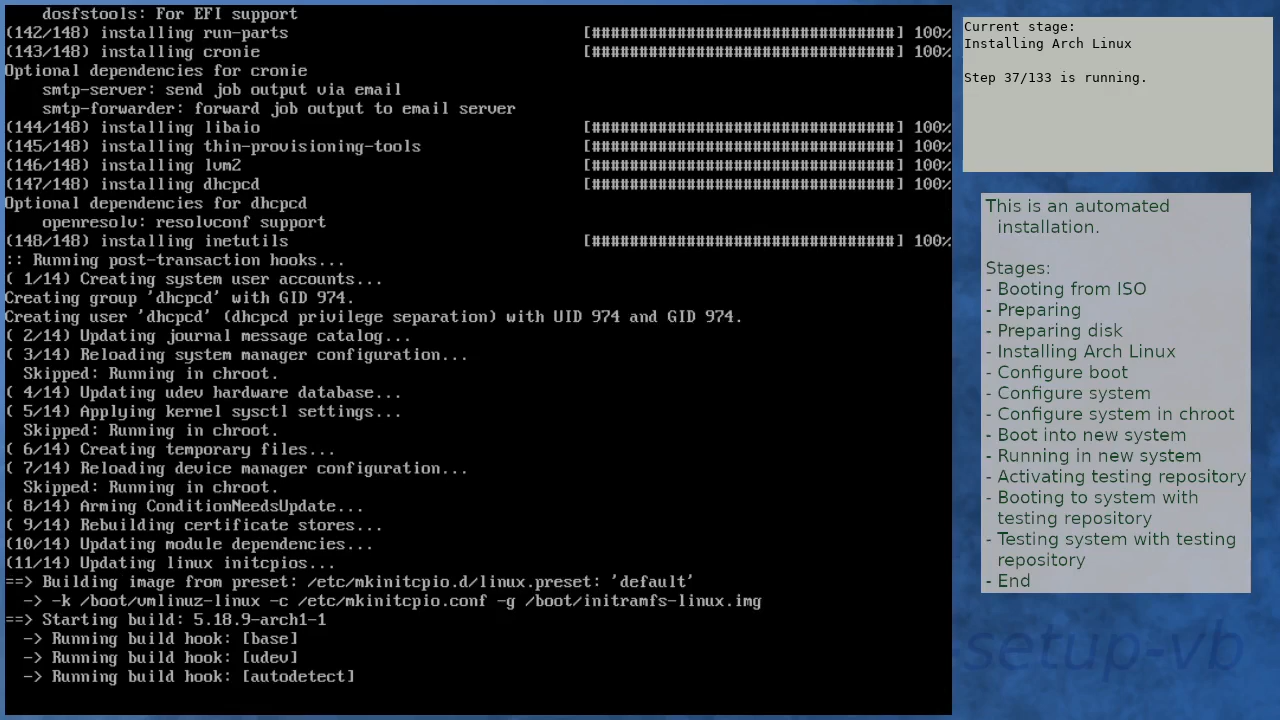 dosfstools: For EFI support
(142/148) installing run-parts [################################] 100%
(143/148) installing cronie [################################] 100%
Optional dependencies for cronie
    smtp-server: send job output via email
    smtp-forwarder: forward job output to email server
(144/148) installing libaio [################################] 100%
(145/148) installing thin-provisioning-tools [################################] 100%
(146/148) installing lvm2 [################################] 100%
(147/148) installing dhcpcd [################################] 100%
Optional dependencies for dhcpcd
    openresolv: resolvconf support
(148/148) installing inetutils [################################] 100%
:: Running post-transaction hooks...
( 1/14) Creating system user accounts...
Creating group 'dhcpcd' with GID 974.
Creating user 'dhcpcd' (dhcpcd privilege separation) with UID 974 and GID 974.
( 2/14) Updating journal message catalog...
( 3/14) Reloading system manager configuration...
  Skipped: Running in chroot.
( 4/14) Updating udev hardware database...
( 5/14) Applying kernel sysctl settings...
  Skipped: Running in chroot.
( 6/14) Creating temporary files...
( 7/14) Reloading device manager configuration...
  Skipped: Running in chroot.
( 8/14) Arming ConditionNeedsUpdate...
( 9/14) Rebuilding certificate stores...
(10/14) Updating module dependencies...
(11/14) Updating linux initcpios...
==> Building image from preset: /etc/mkinitcpio.d/linux.preset: 'default'
  -> -k /boot/vmlinuz-linux -c /etc/mkinitcpio.conf -g /boot/initramfs-linux.img
==> Starting build: 5.18.9-arch1-1
  -> Running build hook: [base]
  -> Running build hook: [udev]
  -> Running build hook: [autodetect]
Current stage:
Installing Arch Linux
Step 37/133 is running.
This is an automated
installation.
Stages:
- Booting from ISO
- Preparing
- Preparing disk
- Installing Arch Linux
- Configure boot
- Configure system
- Configure system in chroot
- Boot into new system
- Running in new system
- Activating testing repository
- Booting to system with
testing repository
- Testing system with testing
repository
- End
-setup-vb